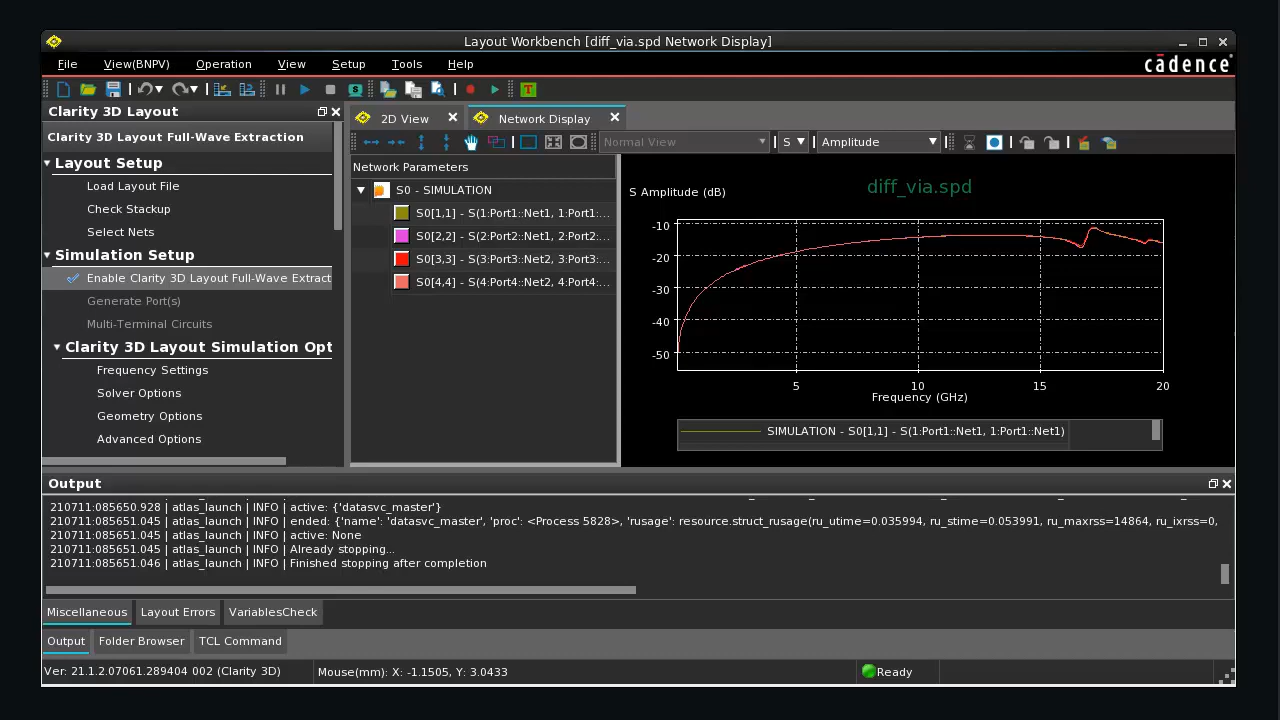 Layout Workbench [diff_via.spd Network Display]
File View(BNPV) Operation View Setup Tools Help
cādence
Clarity 3D Layout
2D View
Network Display
Clarity 3D Layout Full-Wave Extraction
Normal View
S
Amplitude
Layout Setup
Load Layout File
Check Stackup
Select Nets
Simulation Setup
Enable Clarity 3D Layout Full-Wave Extract
Generate Port(s)
Multi-Terminal Circuits
Clarity 3D Layout Simulation Opt
Frequency Settings
Solver Options
Geometry Options
Advanced Options
Network Parameters
S0 - SIMULATION
S0[1,1] - S(1:Port1::Net1, 1:Port1:...
S0[2,2] - S(2:Port2::Net1, 2:Port2:...
S0[3,3] - S(3:Port3::Net2, 3:Port3:...
S0[4,4] - S(4:Port4::Net2, 4:Port4:...
diff_via.spd
S Amplitude (dB)
-10
-20
-30
-40
-50
5 10 15 20
Frequency (GHz)
SIMULATION - S0[1,1] - S(1:Port1::Net1, 1:Port1::Net1)
Output
210711:085650.928 | atlas_launch | INFO | active: {'datasvc_master'}
210711:085651.045 | atlas_launch | INFO | ended: {'name': 'datasvc_master', 'proc': <Process 5828>, 'rusage': resource.struct_rusage(ru_utime=0.035994, ru_stime=0.053991, ru_maxrss=14864, ru_ixrss=0,
210711:085651.045 | atlas_launch | INFO | active: None
210711:085651.045 | atlas_launch | INFO | Already stopping...
210711:085651.046 | atlas_launch | INFO | Finished stopping after completion
Miscellaneous Layout Errors VariablesCheck
Output Folder Browser TCL Command
Ver: 21.1.2.07061.289404 002 (Clarity 3D)
Mouse(mm): X: -1.1505, Y: 3.0433
Ready